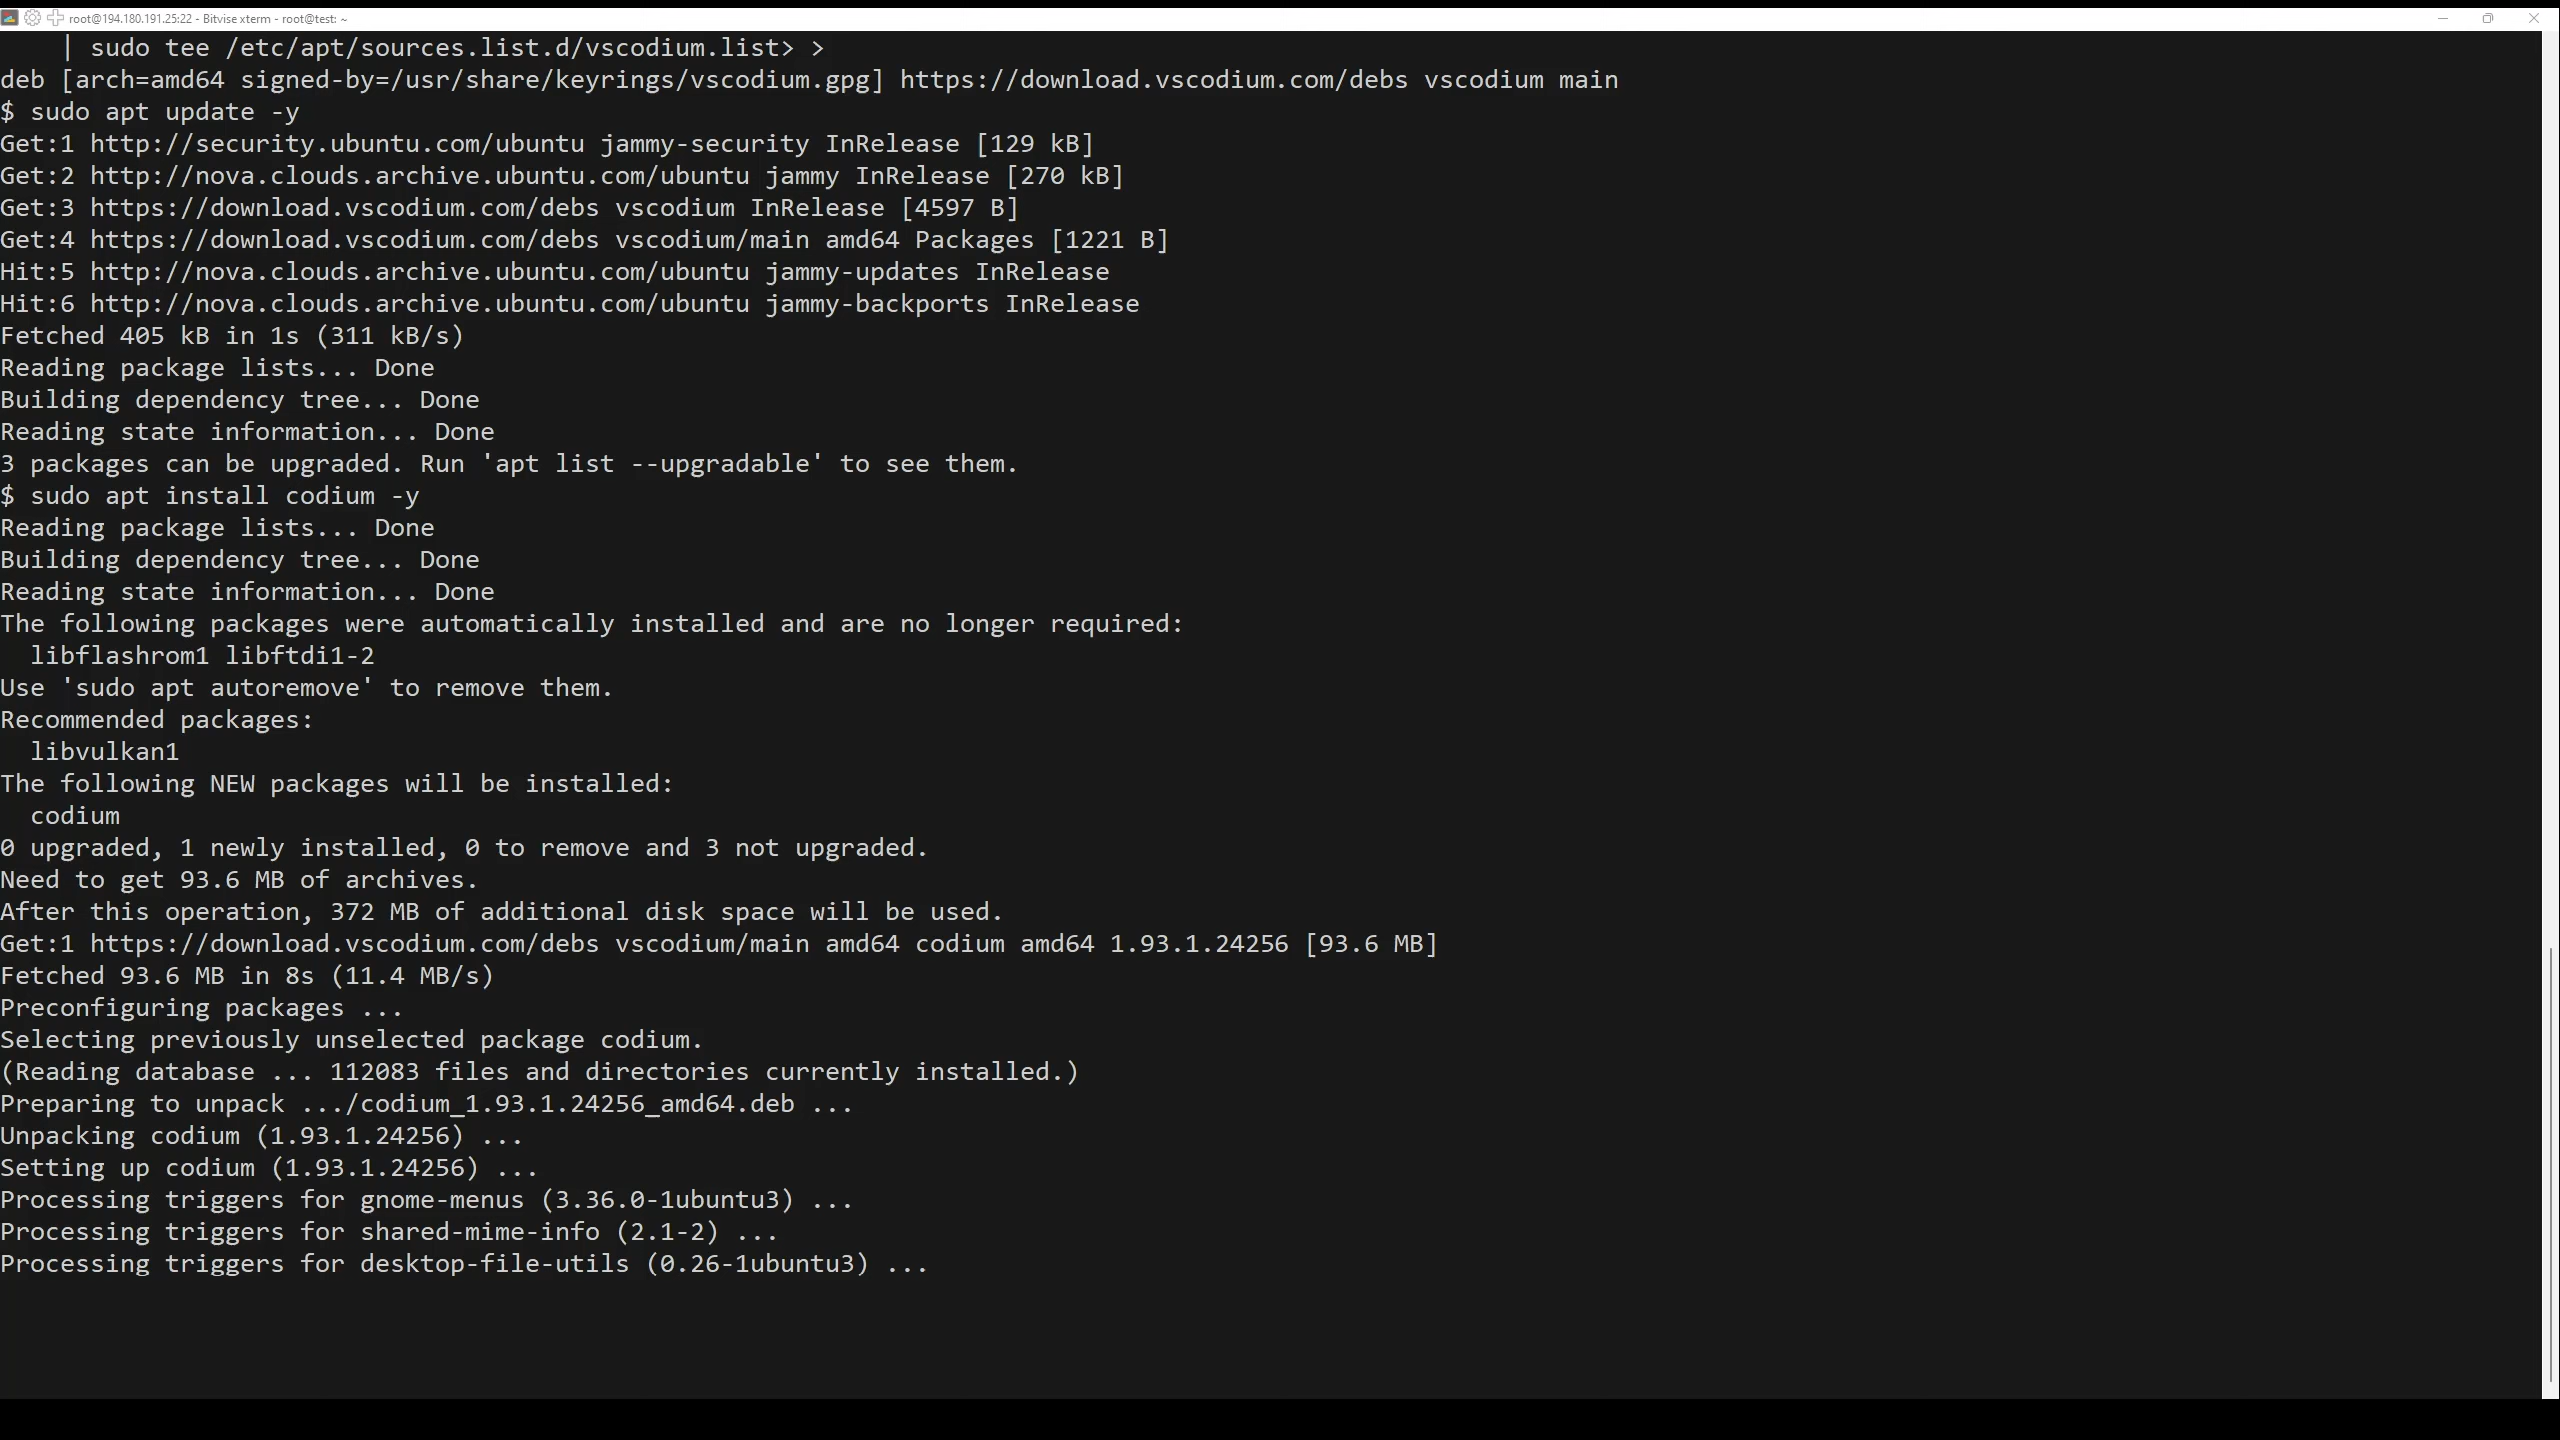 root@194.180.191.25:22 - Bitvise xterm - root@test: ~
    | sudo tee /etc/apt/sources.list.d/vscodium.list> >
deb [arch=amd64 signed-by=/usr/share/keyrings/vscodium.gpg] https://download.vscodium.com/debs vscodium main
$ sudo apt update -y
Get:1 http://security.ubuntu.com/ubuntu jammy-security InRelease [129 kB]
Get:2 http://nova.clouds.archive.ubuntu.com/ubuntu jammy InRelease [270 kB]
Get:3 https://download.vscodium.com/debs vscodium InRelease [4597 B]
Get:4 https://download.vscodium.com/debs vscodium/main amd64 Packages [1221 B]
Hit:5 http://nova.clouds.archive.ubuntu.com/ubuntu jammy-updates InRelease
Hit:6 http://nova.clouds.archive.ubuntu.com/ubuntu jammy-backports InRelease
Fetched 405 kB in 1s (311 kB/s)
Reading package lists... Done
Building dependency tree... Done
Reading state information... Done
3 packages can be upgraded. Run 'apt list --upgradable' to see them.
$ sudo apt install codium -y
Reading package lists... Done
Building dependency tree... Done
Reading state information... Done
The following packages were automatically installed and are no longer required:
  libflashrom1 libftdi1-2
Use 'sudo apt autoremove' to remove them.
Recommended packages:
  libvulkan1
The following NEW packages will be installed:
  codium
0 upgraded, 1 newly installed, 0 to remove and 3 not upgraded.
Need to get 93.6 MB of archives.
After this operation, 372 MB of additional disk space will be used.
Get:1 https://download.vscodium.com/debs vscodium/main amd64 codium amd64 1.93.1.24256 [93.6 MB]
Fetched 93.6 MB in 8s (11.4 MB/s)
Preconfiguring packages ...
Selecting previously unselected package codium.
(Reading database ... 112083 files and directories currently installed.)
Preparing to unpack .../codium_1.93.1.24256_amd64.deb ...
Unpacking codium (1.93.1.24256) ...
Setting up codium (1.93.1.24256) ...
Processing triggers for gnome-menus (3.36.0-1ubuntu3) ...
Processing triggers for shared-mime-info (2.1-2) ...
Processing triggers for desktop-file-utils (0.26-1ubuntu3) ...